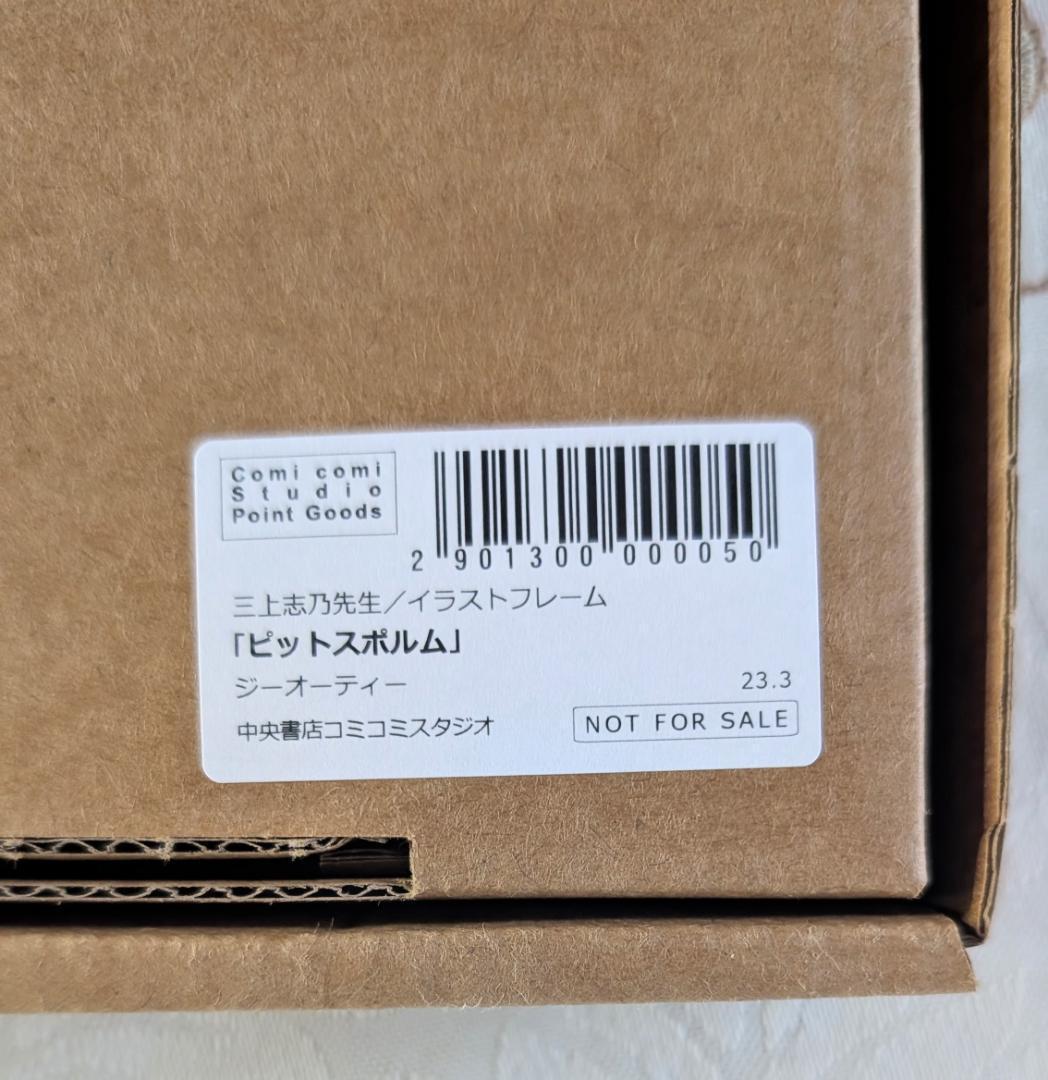 Comi comi
Studio
Point Goods
2 901300 000050
三上志乃先生／イラストフレーム
「ピットスポルム」
ジーオーティー
23.3
中央書店コミコミスタジオ
NOT FOR SALE